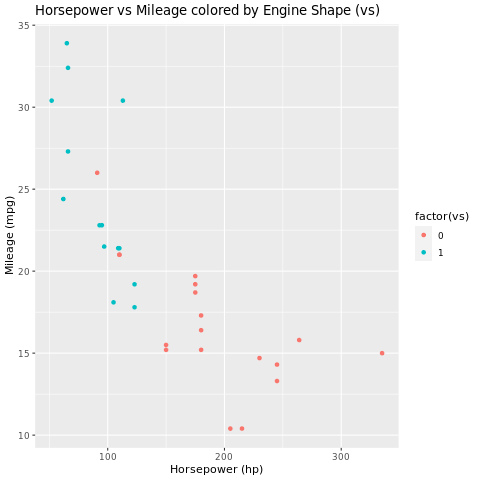 Horsepower vs Mileage colored by Engine Shape (vs)
35
30
25
20
15
10
Mileage (mpg)
100
200
300
Horsepower (hp)
factor(vs)
0
1